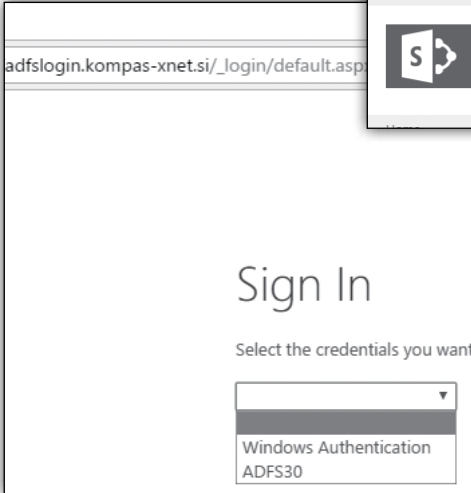 adfslogin.kompas-xnet.si/_login/default.asp
S
Sign In
Select the credentials you want
Windows Authentication
ADFS30